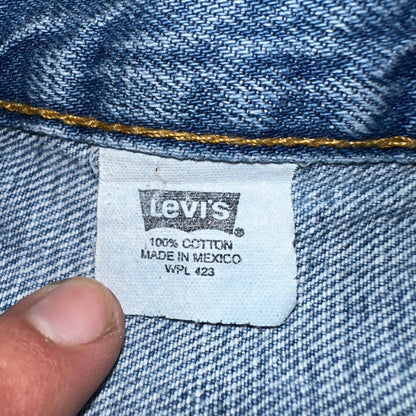 Levi's
100% COTTON
MADE IN MEXICO
WPL 423